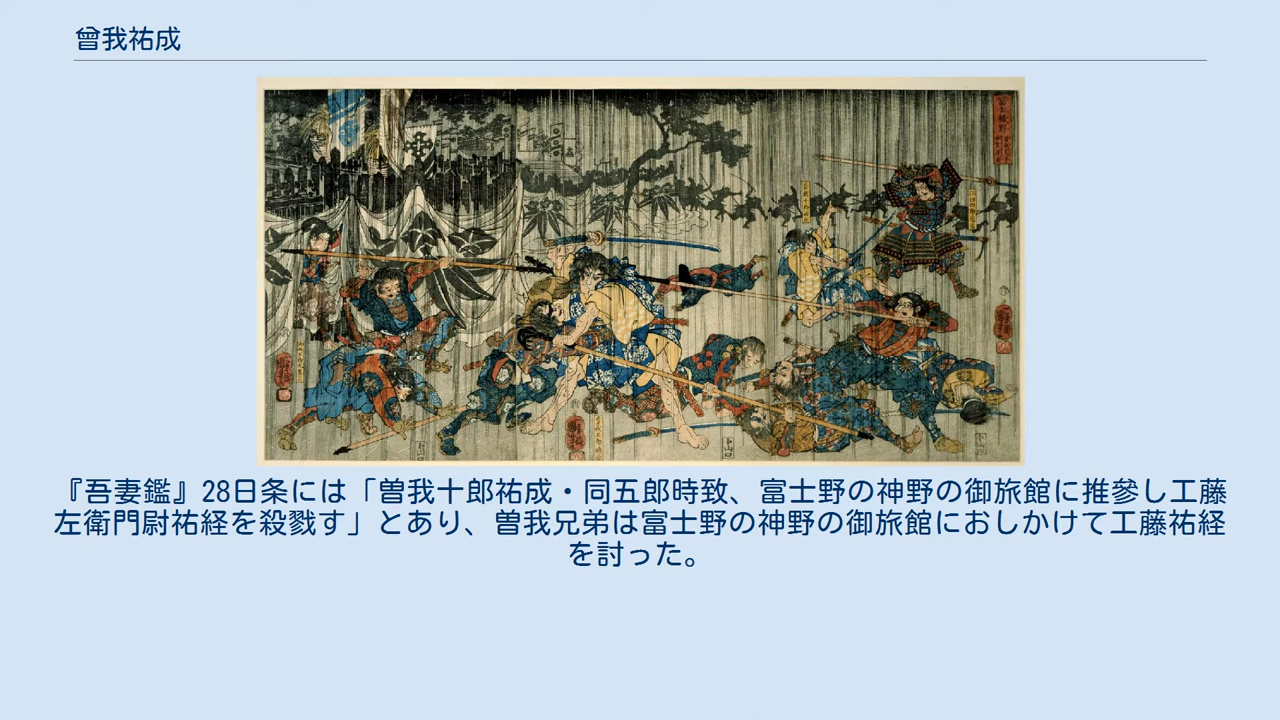 曾我祐成
『吾妻鑑』28日条には「曽我十郎祐成・同五郎時致、富士野の神野の御旅館に推參し工藤
左衛門尉祐経を殺戮す」とあり、曽我兄弟は富士野の神野の御旅館におしかけて工藤祐経
を討った。